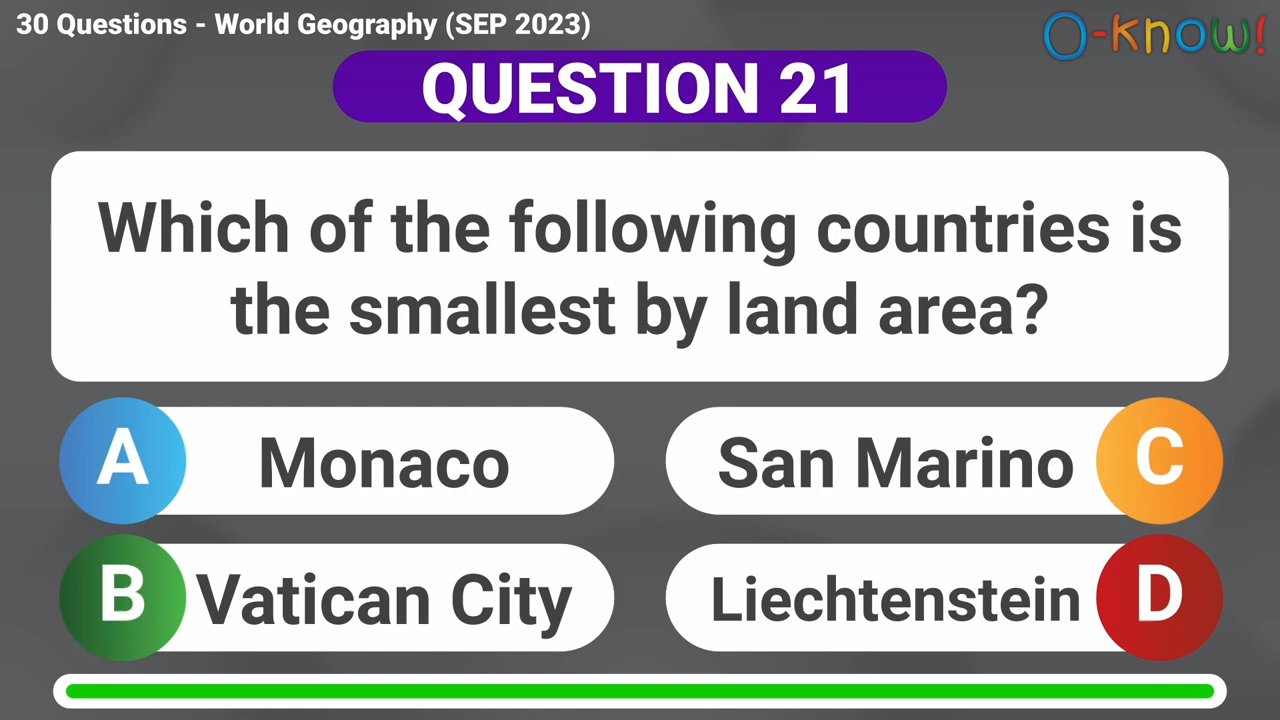 30 Questions - World Geography (SEP 2023)
O-know!
QUESTION 21
Which of the following countries is
the smallest by land area?
A Monaco
B Vatican City
San Marino C
Liechtenstein D